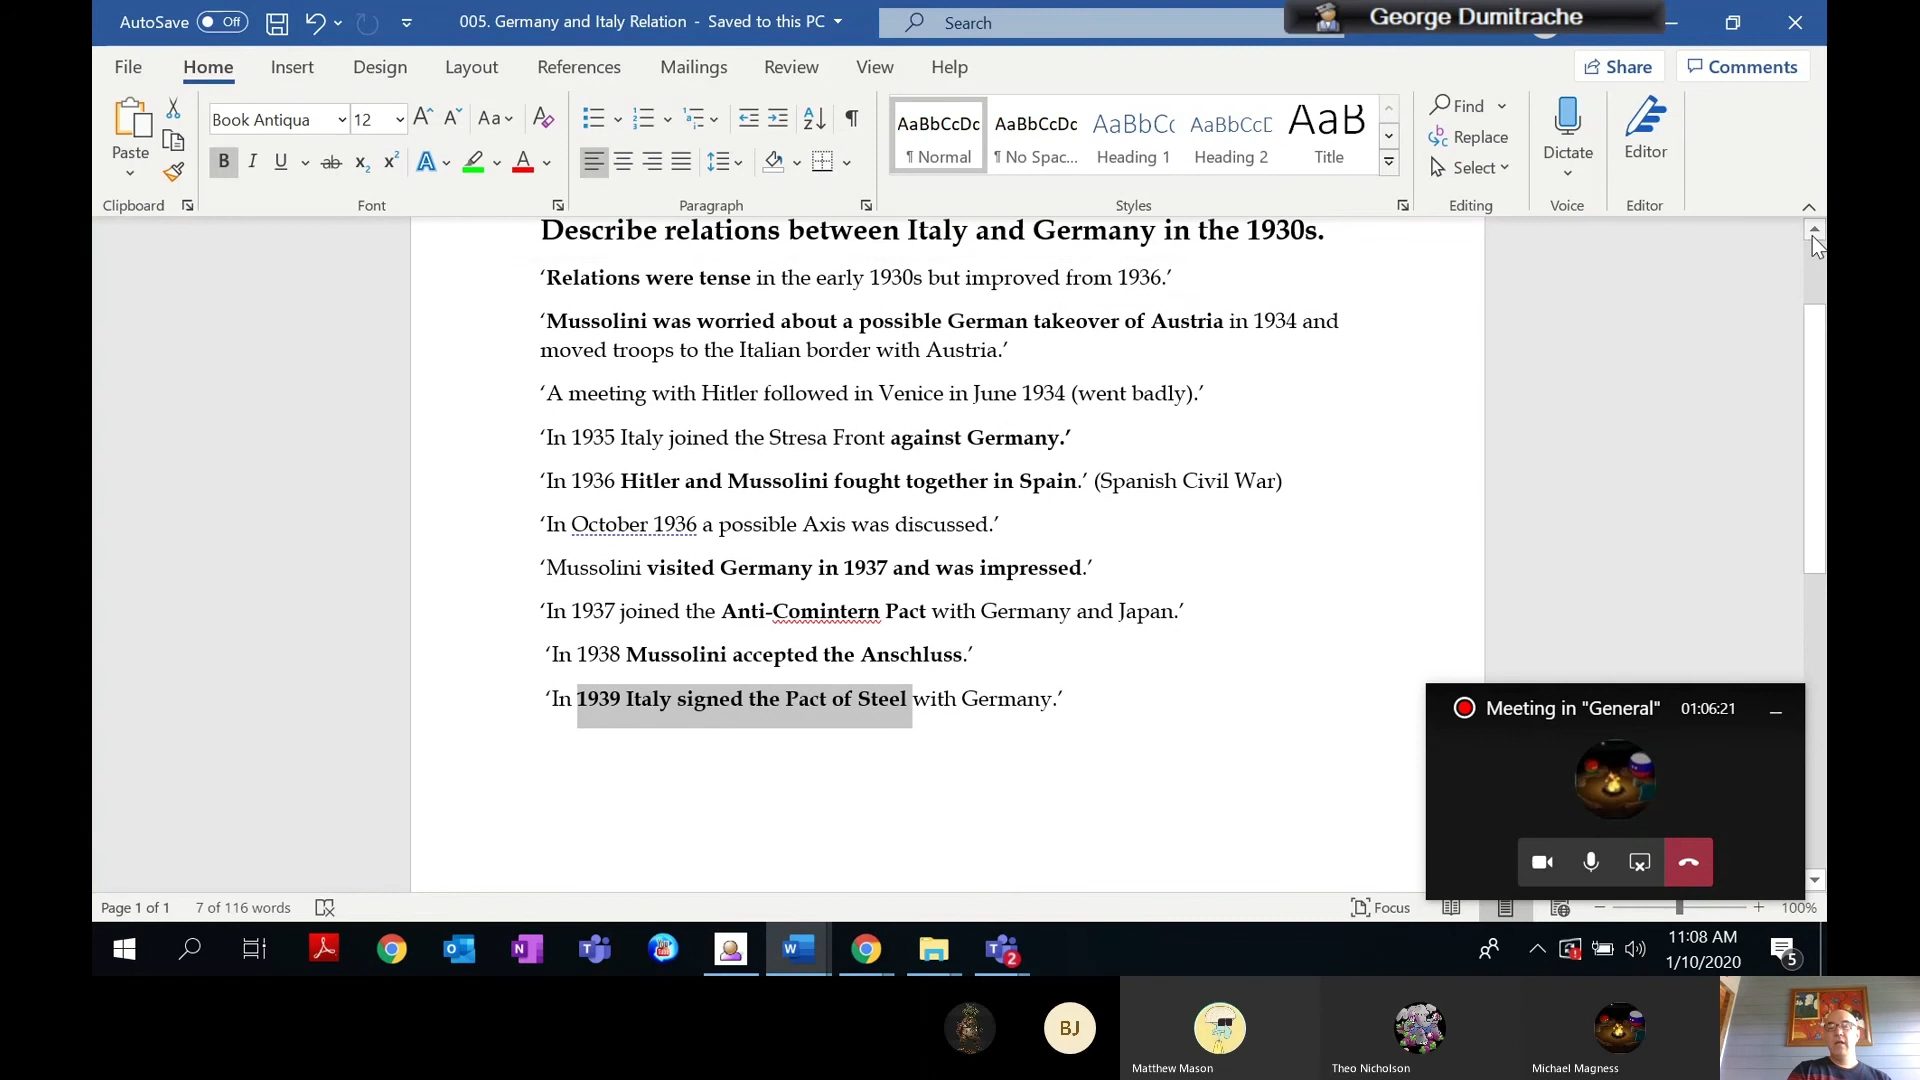 AutoSave Off 005. Germany and Italy Relation - Saved to this PC Search George Dumitrache
File Home Insert Design Layout References Mailings Review View Help Share Comments
Book Antiqua 12 Aa AaBbCcDc AaBbCcDc AaBbCc AaBbCcD AaB Find
Paste ¶ Normal ¶ No Spac... Heading 1 Heading 2 Title Replace Dictate Editor
Select
Clipboard Font Paragraph Styles Editing Voice Editor
Describe relations between Italy and Germany in the 1930s.
‘Relations were tense in the early 1930s but improved from 1936.’
‘Mussolini was worried about a possible German takeover of Austria in 1934 and
moved troops to the Italian border with Austria.’
‘A meeting with Hitler followed in Venice in June 1934 (went badly).’
‘In 1935 Italy joined the Stresa Front against Germany.’
‘In 1936 Hitler and Mussolini fought together in Spain.’ (Spanish Civil War)
‘In October 1936 a possible Axis was discussed.’
‘Mussolini visited Germany in 1937 and was impressed.’
‘In 1937 joined the Anti-Comintern Pact with Germany and Japan.’
‘In 1938 Mussolini accepted the Anschluss.’
‘In 1939 Italy signed the Pact of Steel with Germany.’
Meeting in "General" 01:06:21
Page 1 of 1 7 of 116 words Focus 100%
11:08 AM
1/10/2020
2
5
BJ
Matthew Mason Theo Nicholson Michael Magness